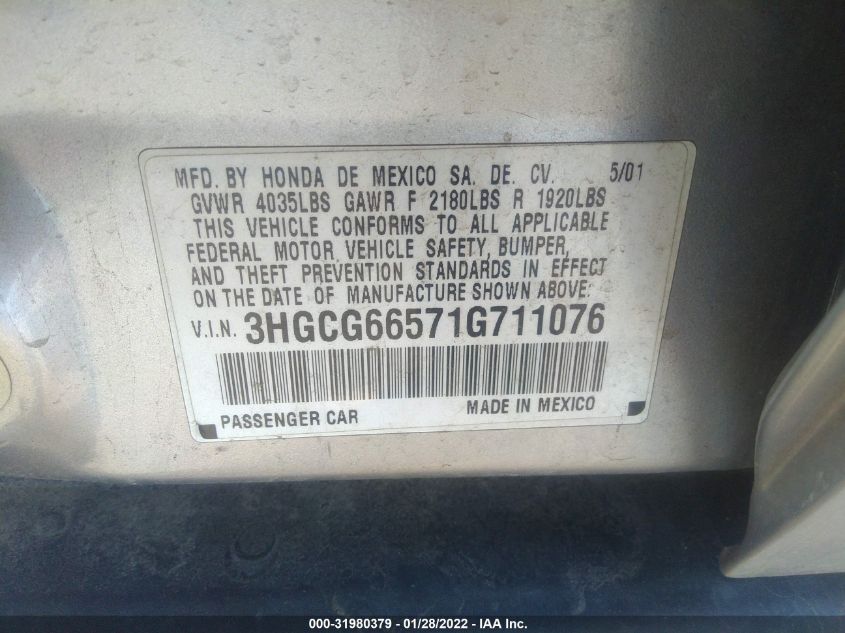 MFD. BY HONDA DE MEXICO SA. DE. CV. 5/01
GVWR 4035LBS GAWR F 2180LBS R 1920LBS
THIS VEHICLE CONFORMS TO ALL APPLICABLE
FEDERAL MOTOR VEHICLE SAFETY, BUMPER,
AND THEFT PREVENTION STANDARDS IN EFFECT
ON THE DATE OF MANUFACTURE SHOWN ABOVE:
V.I.N. 3HGCG66571G711076
PASSENGER CAR MADE IN MEXICO
000-31980379 - 01/28/2022 - IAA Inc.